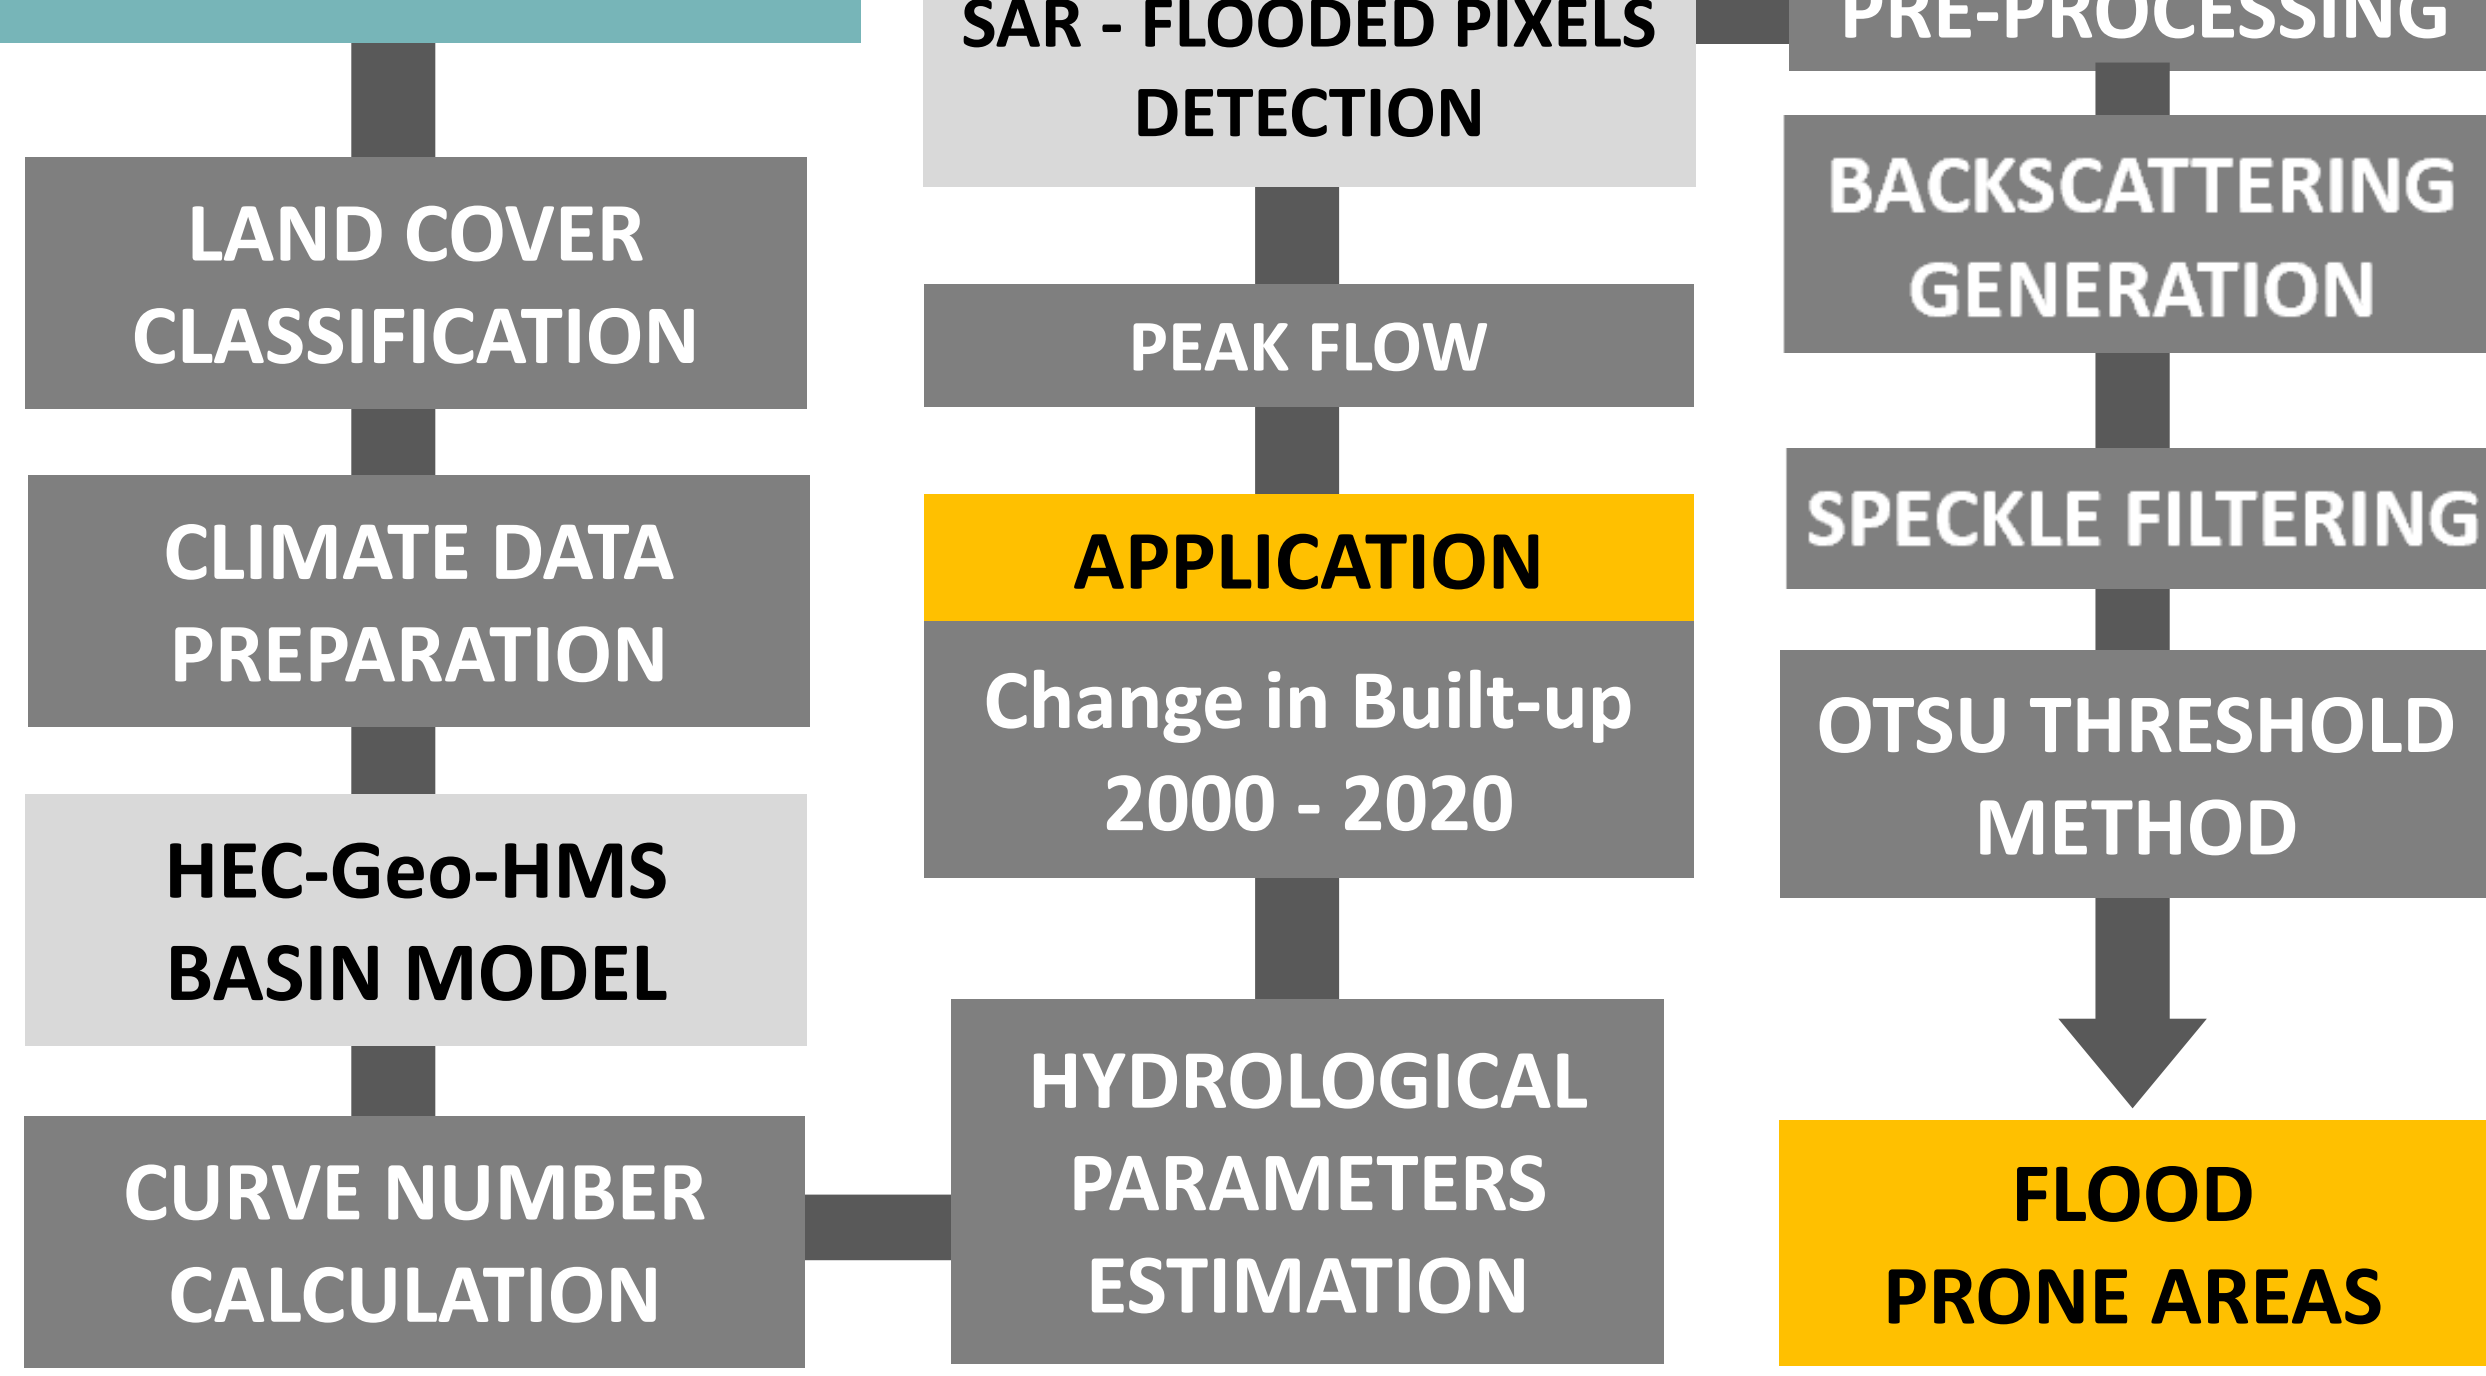 LAND COVER
CLASSIFICATION
CLIMATE DATA
PREPARATION
HEC-Geo-HMS
BASIN MODEL
CURVE NUMBER
CALCULATION
SAR - FLOODED PIXELS
DETECTION
PEAK FLOW
APPLICATION
Change in Built-up
2000 - 2020
HYDROLOGICAL
PARAMETERS
ESTIMATION
PRE-PROCESSING
BACKSCATTERING
GENERATION
SPECKLE FILTERING
OTSU THRESHOLD
METHOD
FLOOD
PRONE AREAS